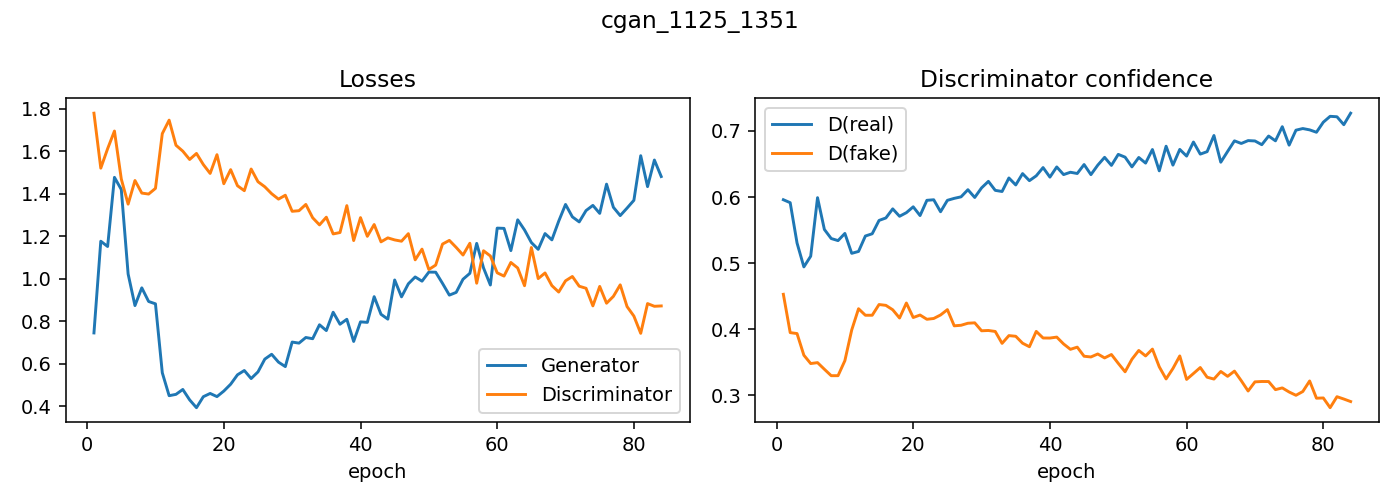 cgan_1125_1351
Losses
1.8
1.6
1.4
1.2
1.0
0.8
0.6
0.4
0 20 40 60 80
epoch
Generator
Discriminator
Discriminator confidence
D(real)
D(fake)
0.7
0.6
0.5
0.4
0.3
0 20 40 60 80
epoch